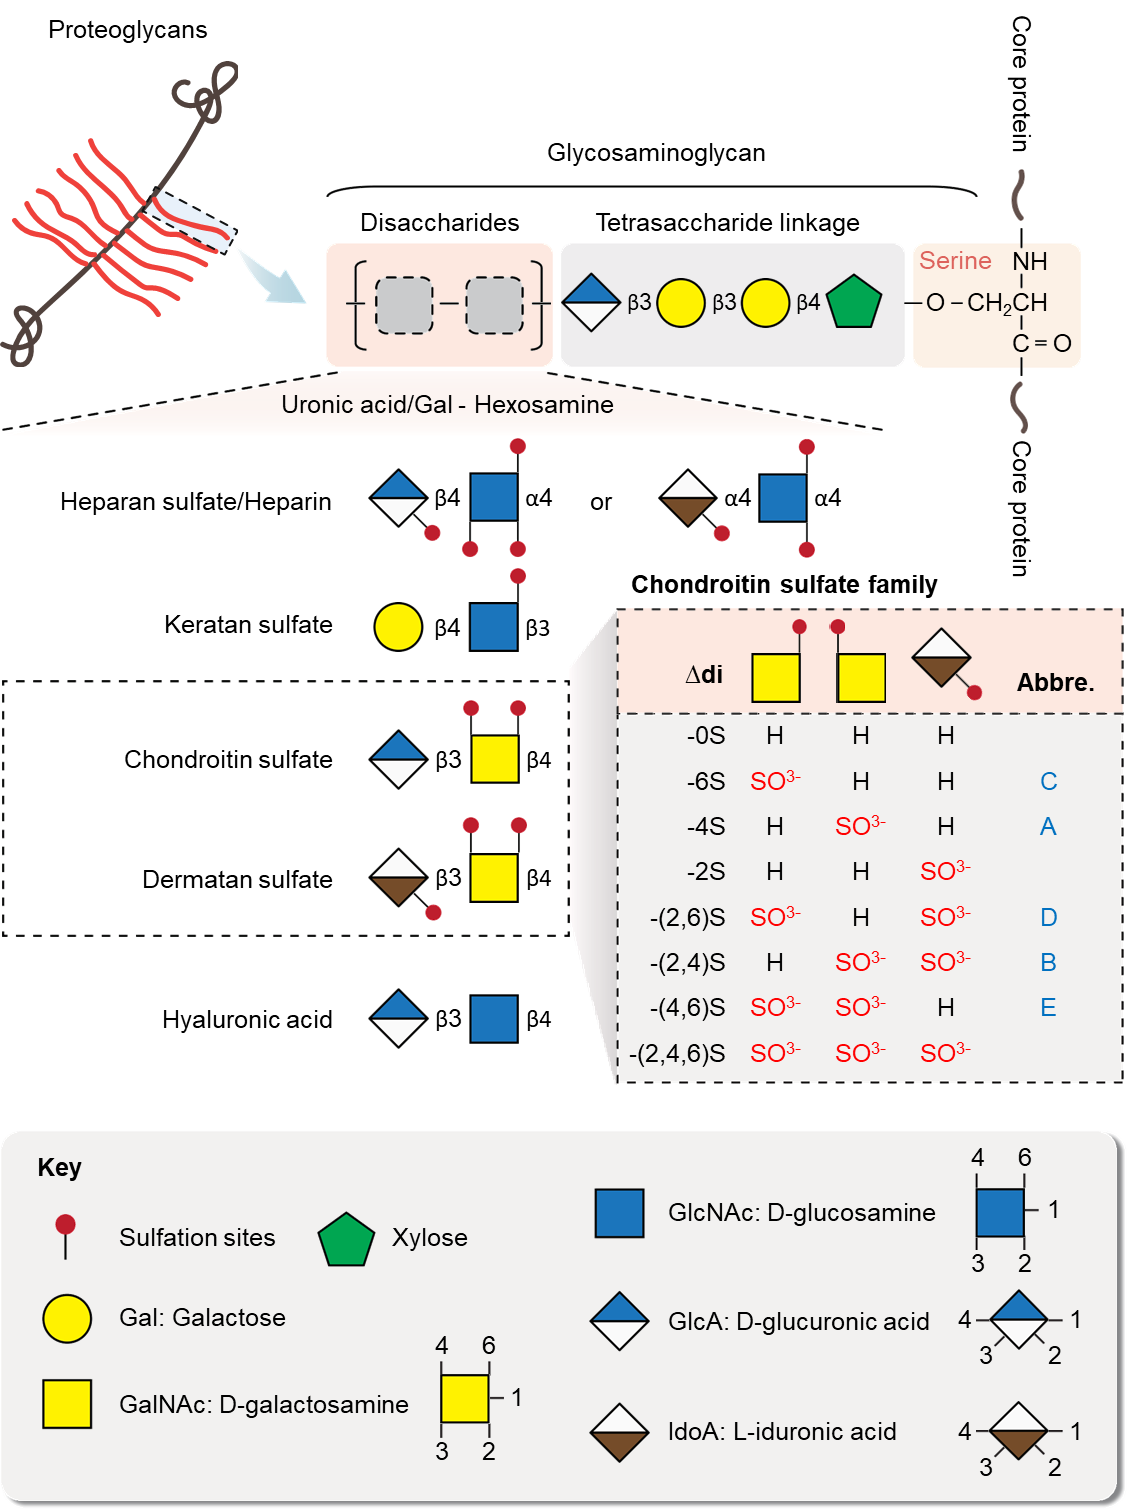 Proteoglycans
Core protein
Glycosaminoglycan
Disaccharides
Tetrasaccharide linkage
Serine NH
β3 β3 β4 –O–CH₂CH
C=O
Core protein
Uronic acid/Gal - Hexosamine
Heparan sulfate/Heparin β4 α4 or α4 α4
Keratan sulfate β4 β3
Chondroitin sulfate β3 β4
Dermatan sulfate β3 β4
Hyaluronic acid β3 β4
Chondroitin sulfate family
Δdi Abbre.
-0S H H H
-6S SO³⁻ H H C
-4S H SO³⁻ H A
-2S H H SO³⁻
-(2,6)S SO³⁻ H SO³⁻ D
-(2,4)S H SO³⁻ SO³⁻ B
-(4,6)S SO³⁻ SO³⁻ H E
-(2,4,6)S SO³⁻ SO³⁻ SO³⁻
Key
Sulfation sites
Xylose
Gal: Galactose
GalNAc: D-galactosamine
4 6
1
3 2
GlcNAc: D-glucosamine
4 6
1
3 2
GlcA: D-glucuronic acid
4 1
3 2
IdoA: L-iduronic acid
4 1
3 2